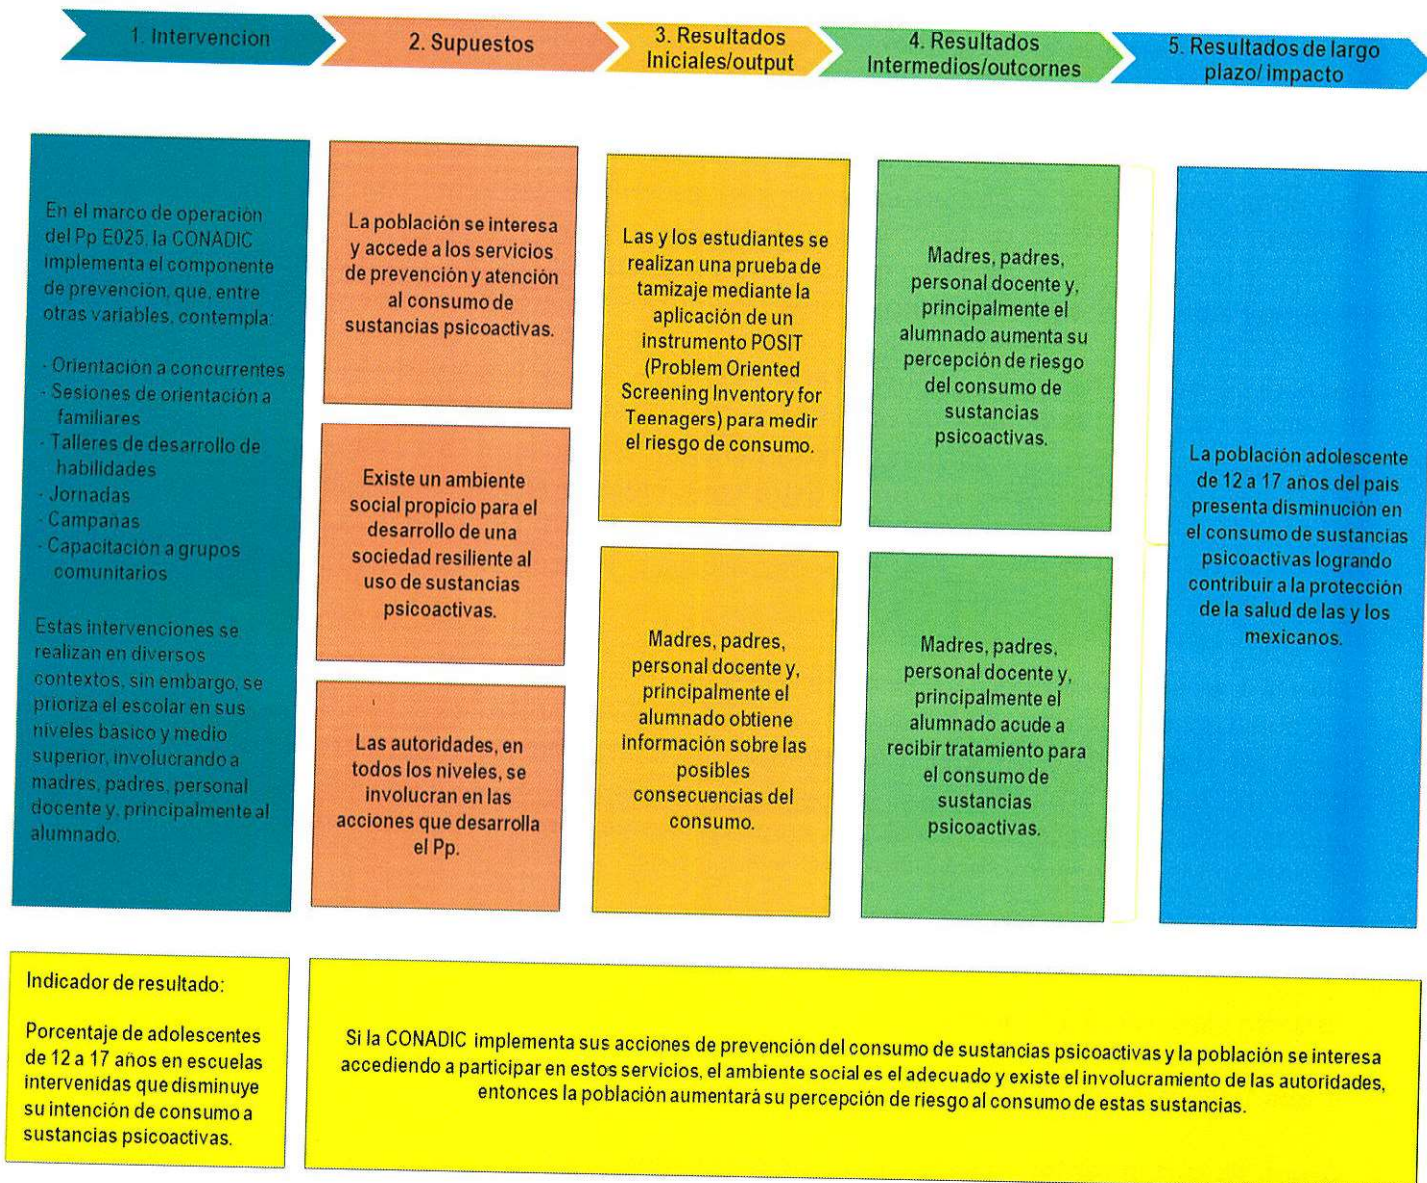 1. Intervencion
2. Supuestos
3. Resultados
Iniciales/output
4. Resultados
Intermedios/outcornes
5. Resultados de largo
plazo/ impacto
En el marco de operación
del Pp E025, la CONADIC
implementa el componente
de prevención, que, entre
otras variables, contempla:
- Orientación a concurrentes
- Sesiones de orientación a
familiares
- Talleres de desarrollo de
habilidades
- Jornadas
- Campañas
- Capacitación a grupos
comunitarios
Estas intervenciones se
realizan en diversos
contextos, sin embargo, se
prioriza el escolar en sus
niveles básico y medio
superior, involucrando a
madres, padres, personal
docente y, principalmente al
alumnado.
La población se interesa
y accede a los servicios
de prevención y atención
al consumo de
sustancias psicoactivas.
Existe un ambiente
social propicio para el
desarrollo de una
sociedad resiliente al
uso de sustancias
psicoactivas.
Las autoridades, en
todos los niveles, se
involucran en las
acciones que desarrolla
el Pp.
Las y los estudiantes se
realizan una prueba de
tamizaje mediante la
aplicación de un
instrumento POSIT
(Problem Oriented
Screening Inventory for
Teenagers) para medir
el riesgo de consumo.
Madres, padres,
personal docente y,
principalmente el
alumnado obtiene
información sobre las
posibles
consecuencias del
consumo.
Madres, padres,
personal docente y,
principalmente el
alumnado aumenta su
percepción de riesgo
del consumo de
sustancias
psicoactivas.
Madres, padres,
personal docente y,
principalmente el
alumnado acude a
recibir tratamiento para
el consumo de
sustancias
psicoactivas.
La población adolescente
de 12 a 17 años del país
presenta disminución en
el consumo de sustancias
psicoactivas logrando
contribuir a la protección
de la salud de las y los
mexicanos.
Indicador de resultado:
Porcentaje de adolescentes
de 12 a 17 años en escuelas
intervenidas que disminuye
su intención de consumo a
sustancias psicoactivas.
Si la CONADIC implementa sus acciones de prevención del consumo de sustancias psicoactivas y la población se interesa
accediendo a participar en estos servicios, el ambiente social es el adecuado y existe el involucramiento de las autoridades,
entonces la población aumentará su percepción de riesgo al consumo de estas sustancias.